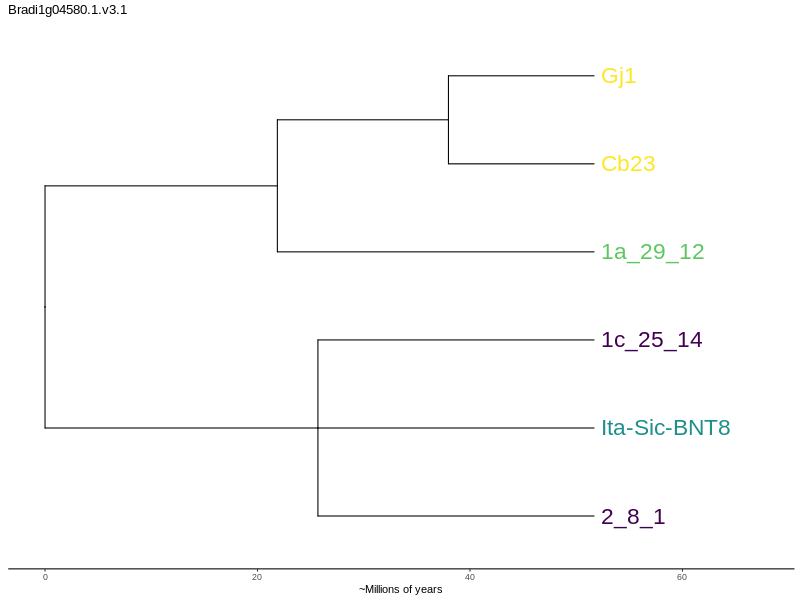 Bradi1g04580.1.v3.1
Gj1
Cb23
1a_29_12
1c_25_14
Ita-Sic-BNT8
2_8_1
0 20 40 60
~Millions of years